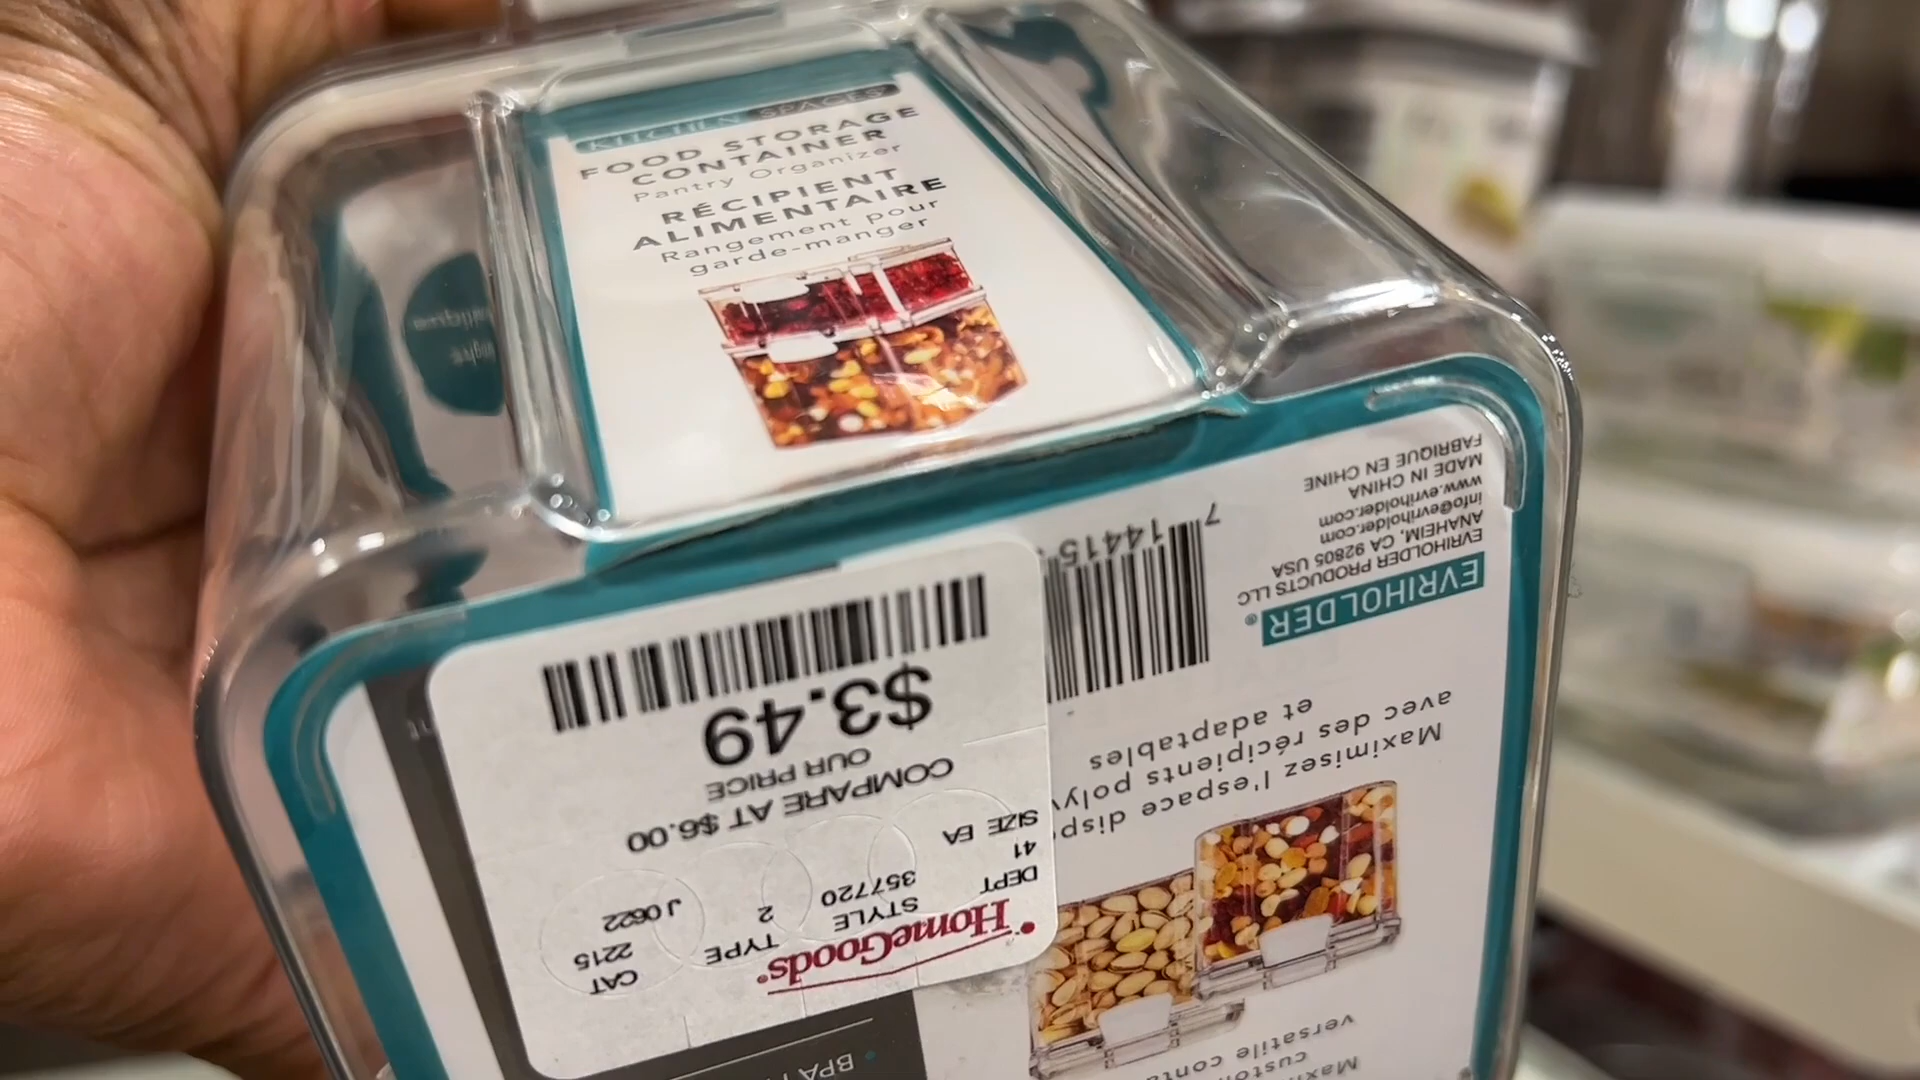 KITCHEN SPACES
FOOD STORAGE
CONTAINER
Pantry Organizer
RÉCIPIENT
ALIMENTAIRE
Rangement pour
garde-manger
HomeGoods®
DEPT STYLE TYPE CAT
41 357720 2 2215
SIZE EA J 0622
COMPARE AT $6.00
OUR PRICE
$3.49
versatile
Maximisez l'espace
avec des récipients
et adaptables
EVRIHOLDER®
EVRIHOLDER PRODUCTS LLC
ANAHEIM, CA 92805 USA
info@evriholder.com
www.evriholder.com
MADE IN CHINA
FABRIQUÉ EN CHINE
7 14415
BPA